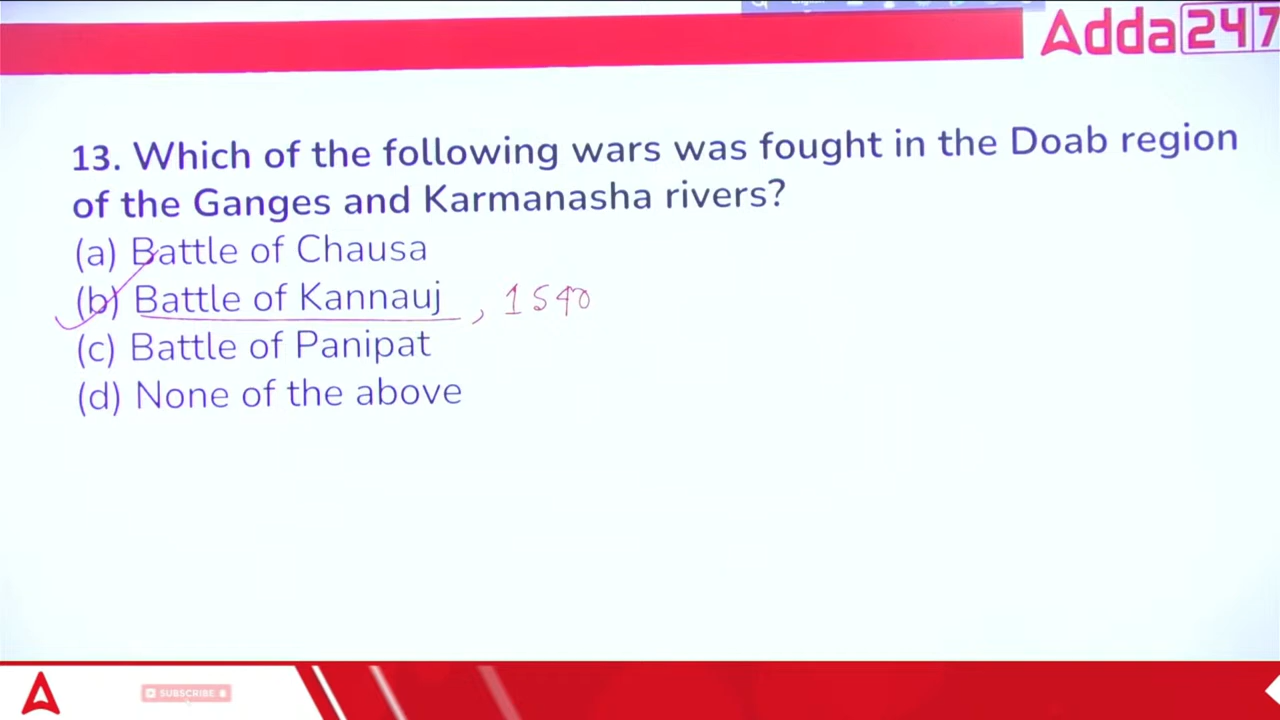 Adda247
13. Which of the following wars was fought in the Doab region
of the Ganges and Karmanasha rivers?
(a) Battle of Chausa
(b) Battle of Kannauj , 1540
(c) Battle of Panipat
(d) None of the above
SUBSCRIBE